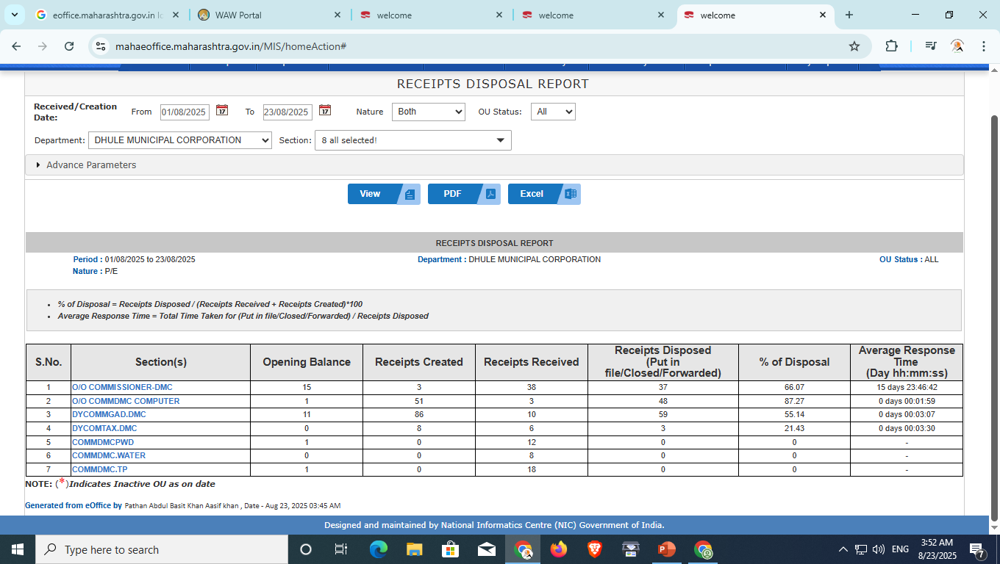 eoffice.maharashtra.gov.in
WAW Portal
welcome
welcome
welcome
mahaeoffice.maharashtra.gov.in/MIS/homeAction#
RECEIPTS DISPOSAL REPORT
Received/Creation Date: From 01/08/2025 17 To 23/08/2025 17 Nature Both OU Status: All
Department: DHULE MUNICIPAL CORPORATION Section: 8 all selected!
Advance Parameters
View PDF Excel
RECEIPTS DISPOSAL REPORT
Period : 01/08/2025 to 23/08/2025 Department : DHULE MUNICIPAL CORPORATION OU Status : ALL
Nature : P/E
• % of Disposal = Receipts Disposed / (Receipts Received + Receipts Created)*100
• Average Response Time = Total Time Taken for (Put in file/Closed/Forwarded) / Receipts Disposed
S.No. Section(s) Opening Balance Receipts Created Receipts Received Receipts Disposed (Put in file/Closed/Forwarded) % of Disposal Average Response Time (Day hh:mm:ss)
1 O/O COMMISSIONER-DMC 15 3 38 37 66.07 15 days 23:46:42
2 O/O COMMDMC COMPUTER 1 51 3 48 87.27 0 days 00:01:59
3 DYCOMMGAD.DMC 11 86 10 59 55.14 0 days 00:03:07
4 DYCOMTAX.DMC 0 8 6 3 21.43 0 days 00:03:30
5 COMMDMCPWD 1 0 12 0 0 -
6 COMMDMC.WATER 0 0 8 0 0 -
7 COMMDMC.TP 1 0 18 0 0 -
NOTE: (*)Indicates Inactive OU as on date
Generated from eOffice by Pathan Abdul Basit Khan Aasif khan , Date - Aug 23, 2025 03:45 AM
Designed and maintained by National Informatics Centre (NIC) Government of India.
Type here to search
ENG
3:52 AM
8/23/2025
7